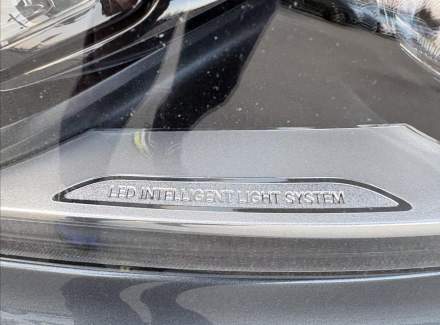 LED INTELLIGENT LIGHT SYSTEM